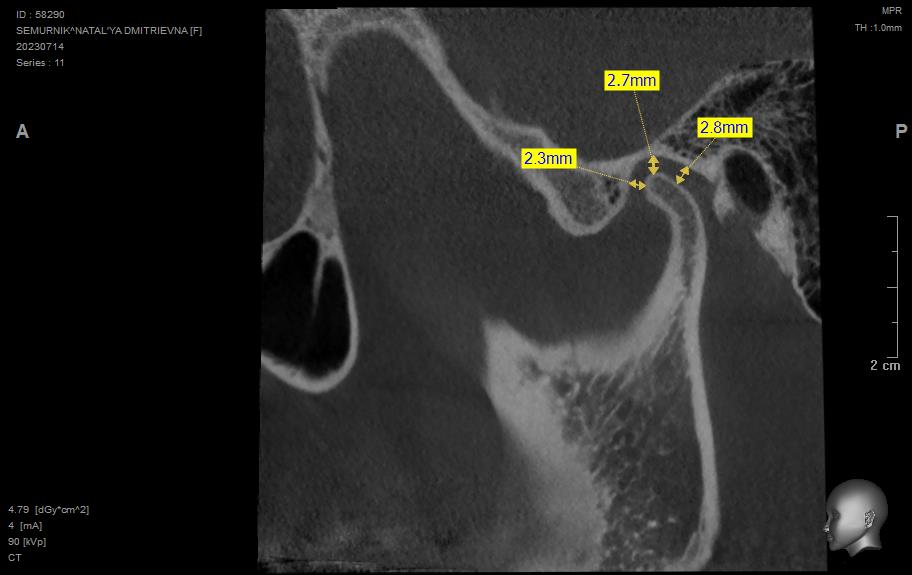 ID : 58290
SEMURNIK^NATAL'YA DMITRIEVNA [F]
20230714
Series : 11
MPR
TH :1.0mm
A
P
2.7mm
2.8mm
2.3mm
2 cm
4.79 [dGy*cm^2]
4 [mA]
90 [kVp]
CT